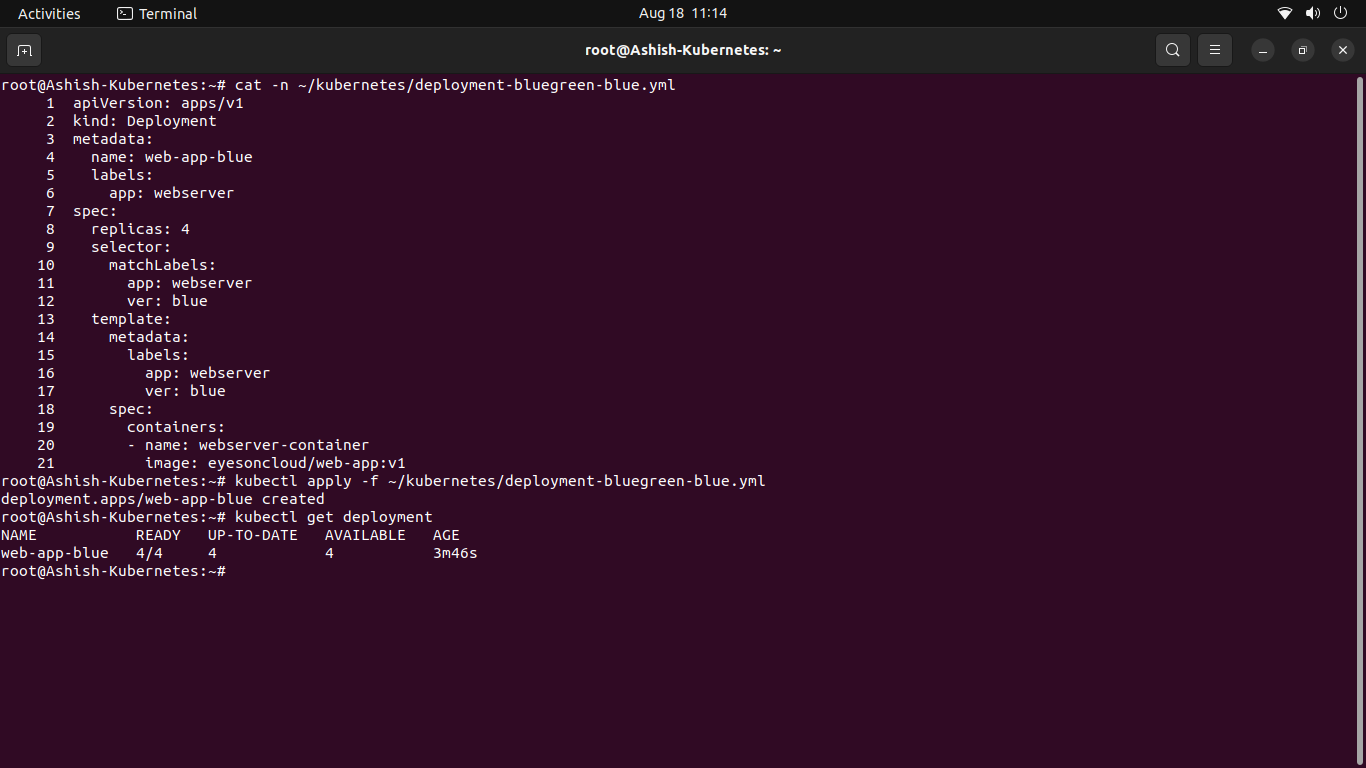 Activities Terminal Aug 18 11:14
root@Ashish-Kubernetes: ~
root@Ashish-Kubernetes:~# cat -n ~/kubernetes/deployment-bluegreen-blue.yml
     1  apiVersion: apps/v1
     2  kind: Deployment
     3  metadata:
     4    name: web-app-blue
     5    labels:
     6      app: webserver
     7  spec:
     8    replicas: 4
     9    selector:
    10      matchLabels:
    11        app: webserver
    12        ver: blue
    13    template:
    14      metadata:
    15        labels:
    16          app: webserver
    17          ver: blue
    18      spec:
    19        containers:
    20        - name: webserver-container
    21          image: eyesoncloud/web-app:v1
root@Ashish-Kubernetes:~# kubectl apply -f ~/kubernetes/deployment-bluegreen-blue.yml
deployment.apps/web-app-blue created
root@Ashish-Kubernetes:~# kubectl get deployment
NAME           READY   UP-TO-DATE   AVAILABLE   AGE
web-app-blue   4/4     4            4           3m46s
root@Ashish-Kubernetes:~#